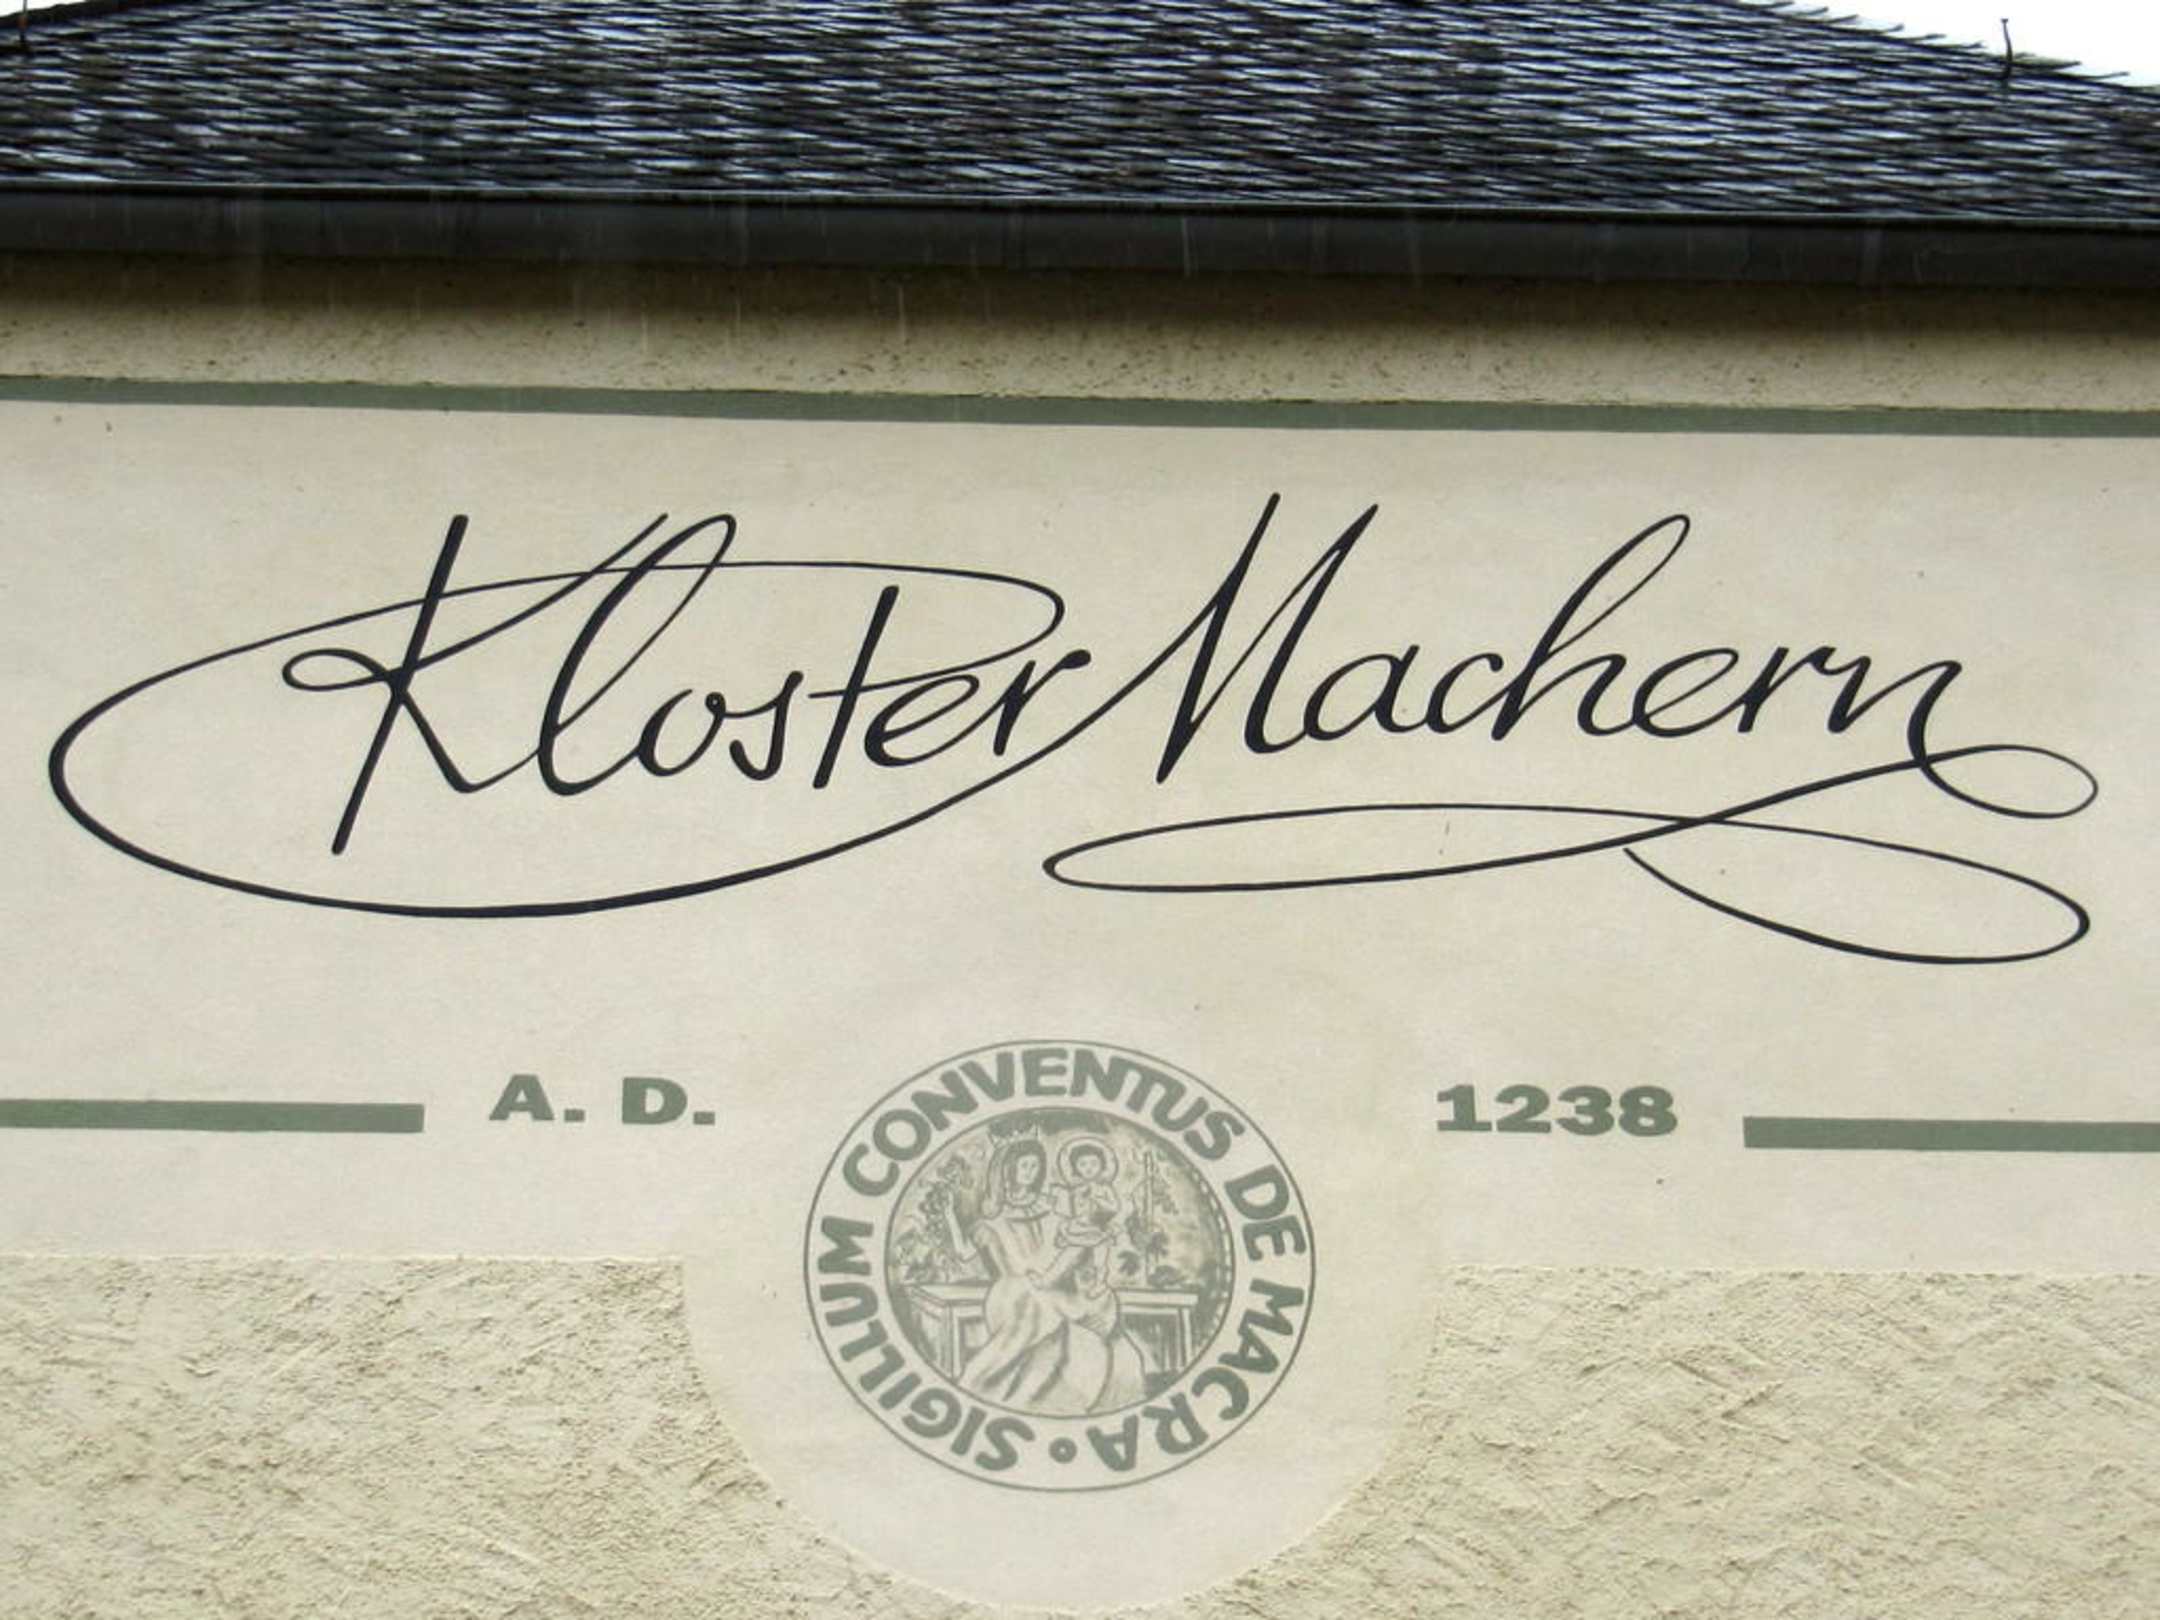 Kloster Machern
A. D. 1238
SIGILLUM CONVENTUS DE MACRA •